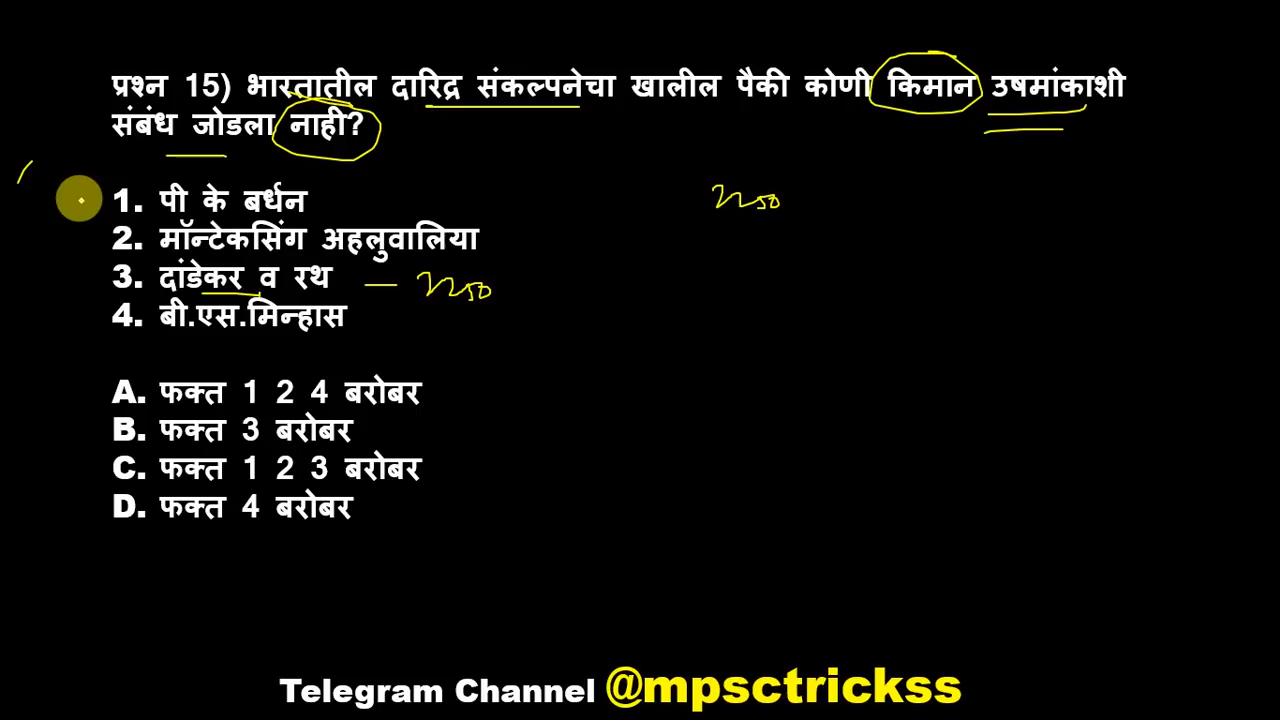 प्रश्न 15) भारतातील दारिद्र संकल्पनेचा खालील पैकी कोणी किमान उषमांकाशी
संबंध जोडला नाही?
1. पी के बर्धन
2250
2. मॉन्टेकसिंग अहलुवालिया
3. दांडेकर व रथ – 2250
4. बी.एस.मिन्हास
A. फक्त 1 2 4 बरोबर
B. फक्त 3 बरोबर
C. फक्त 1 2 3 बरोबर
D. फक्त 4 बरोबर
Telegram Channel @mpsctrickss